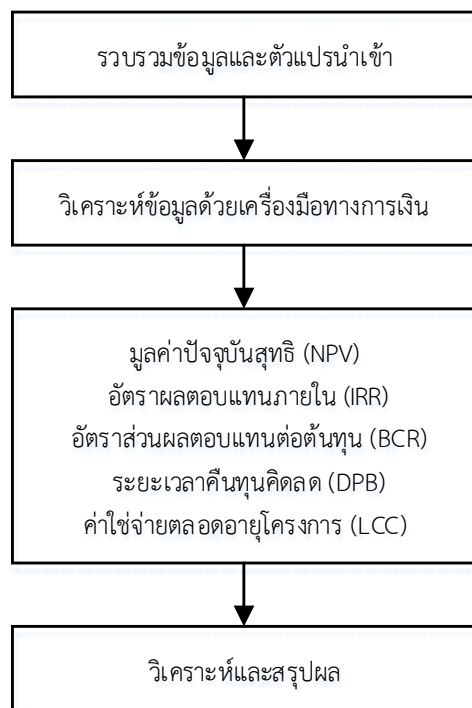 รวบรวมข้อมูลและตัวแปรนำเข้า
วิเคราะห์ข้อมูลด้วยเครื่องมือทางการเงิน
มูลค่าปัจจุบันสุทธิ (NPV)
อัตราผลตอบแทนภายใน (IRR)
อัตราส่วนผลตอบแทนต่อต้นทุน (BCR)
ระยะเวลาคืนทุนคิดลด (DPB)
ค่าใช่จ่ายตลอดอายุโครงการ (LCC)
วิเคราะห์และสรุปผล